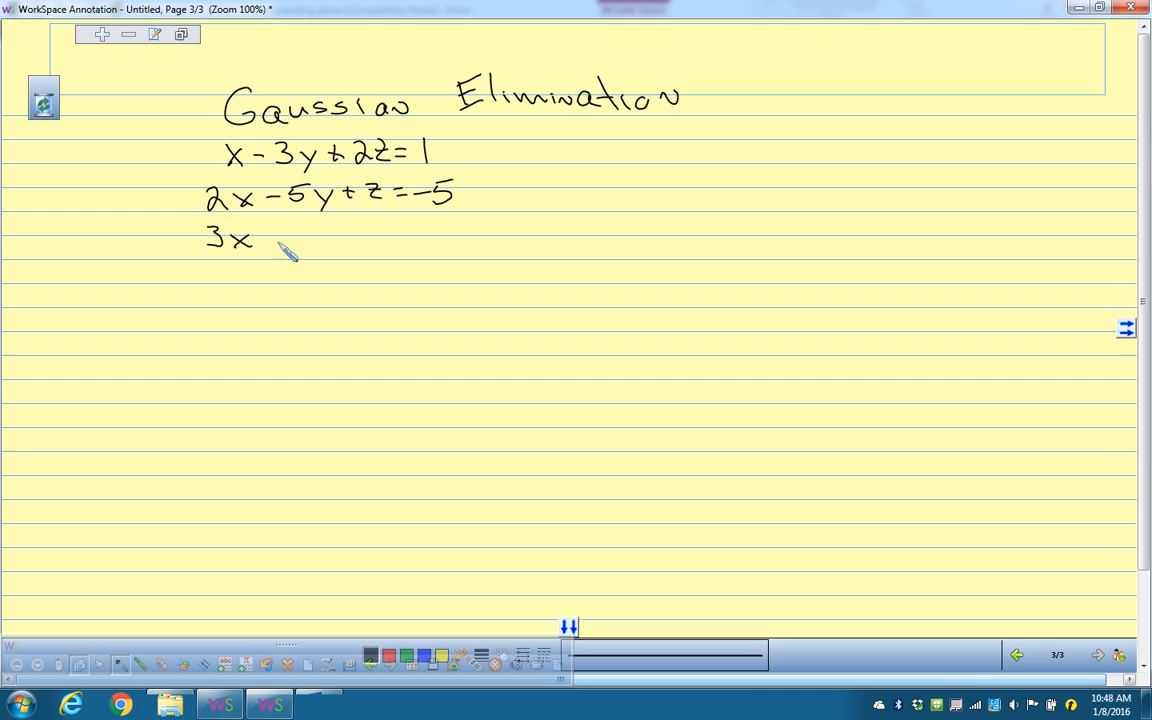 WorkSpace Annotation - Untitled, Page 3/3 (Zoom 100%) *
Gaussian Elimination
x - 3y + 2z = 1
2x - 5y + z = -5
3x
3/3
10:48 AM
1/8/2016